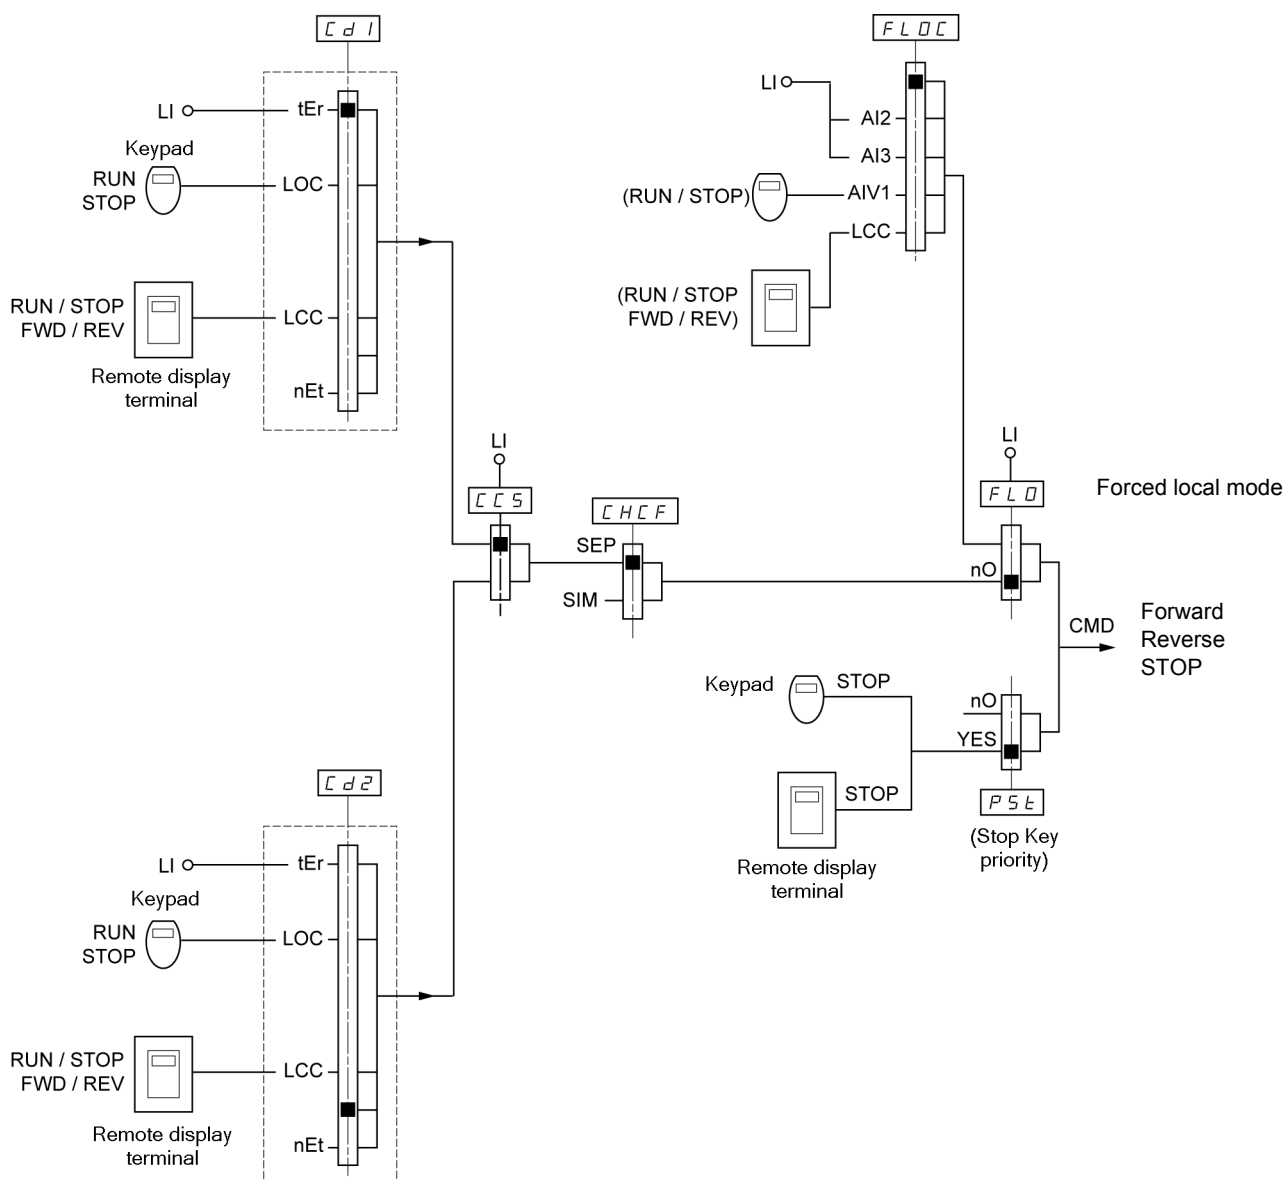 Cd1
LI
tEr
Keypad
RUN
STOP
LOC
RUN / STOP
FWD / REV
LCC
Remote display
terminal
nEt
FLOC
LI
AI2
AI3
(RUN / STOP)
AIV1
LCC
(RUN / STOP
FWD / REV)
LI
CCS
CHCF
SEP
SIM
LI
FLO
Forced local mode
nO
CMD
Forward
Reverse
STOP
Keypad
STOP
nO
YES
STOP
PSt
(Stop Key
priority)
Remote display
terminal
Cd2
LI
tEr
Keypad
RUN
STOP
LOC
RUN / STOP
FWD / REV
LCC
Remote display
terminal
nEt